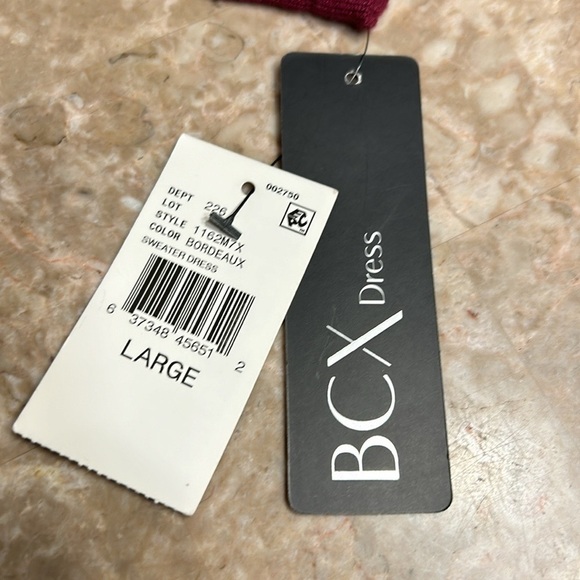 002750
DEPT 226
LOT
STYLE 1162M7X
COLOR BORDEAUX
SWEATER DRESS
6 37348 45651 2
LARGE
BCX Dress